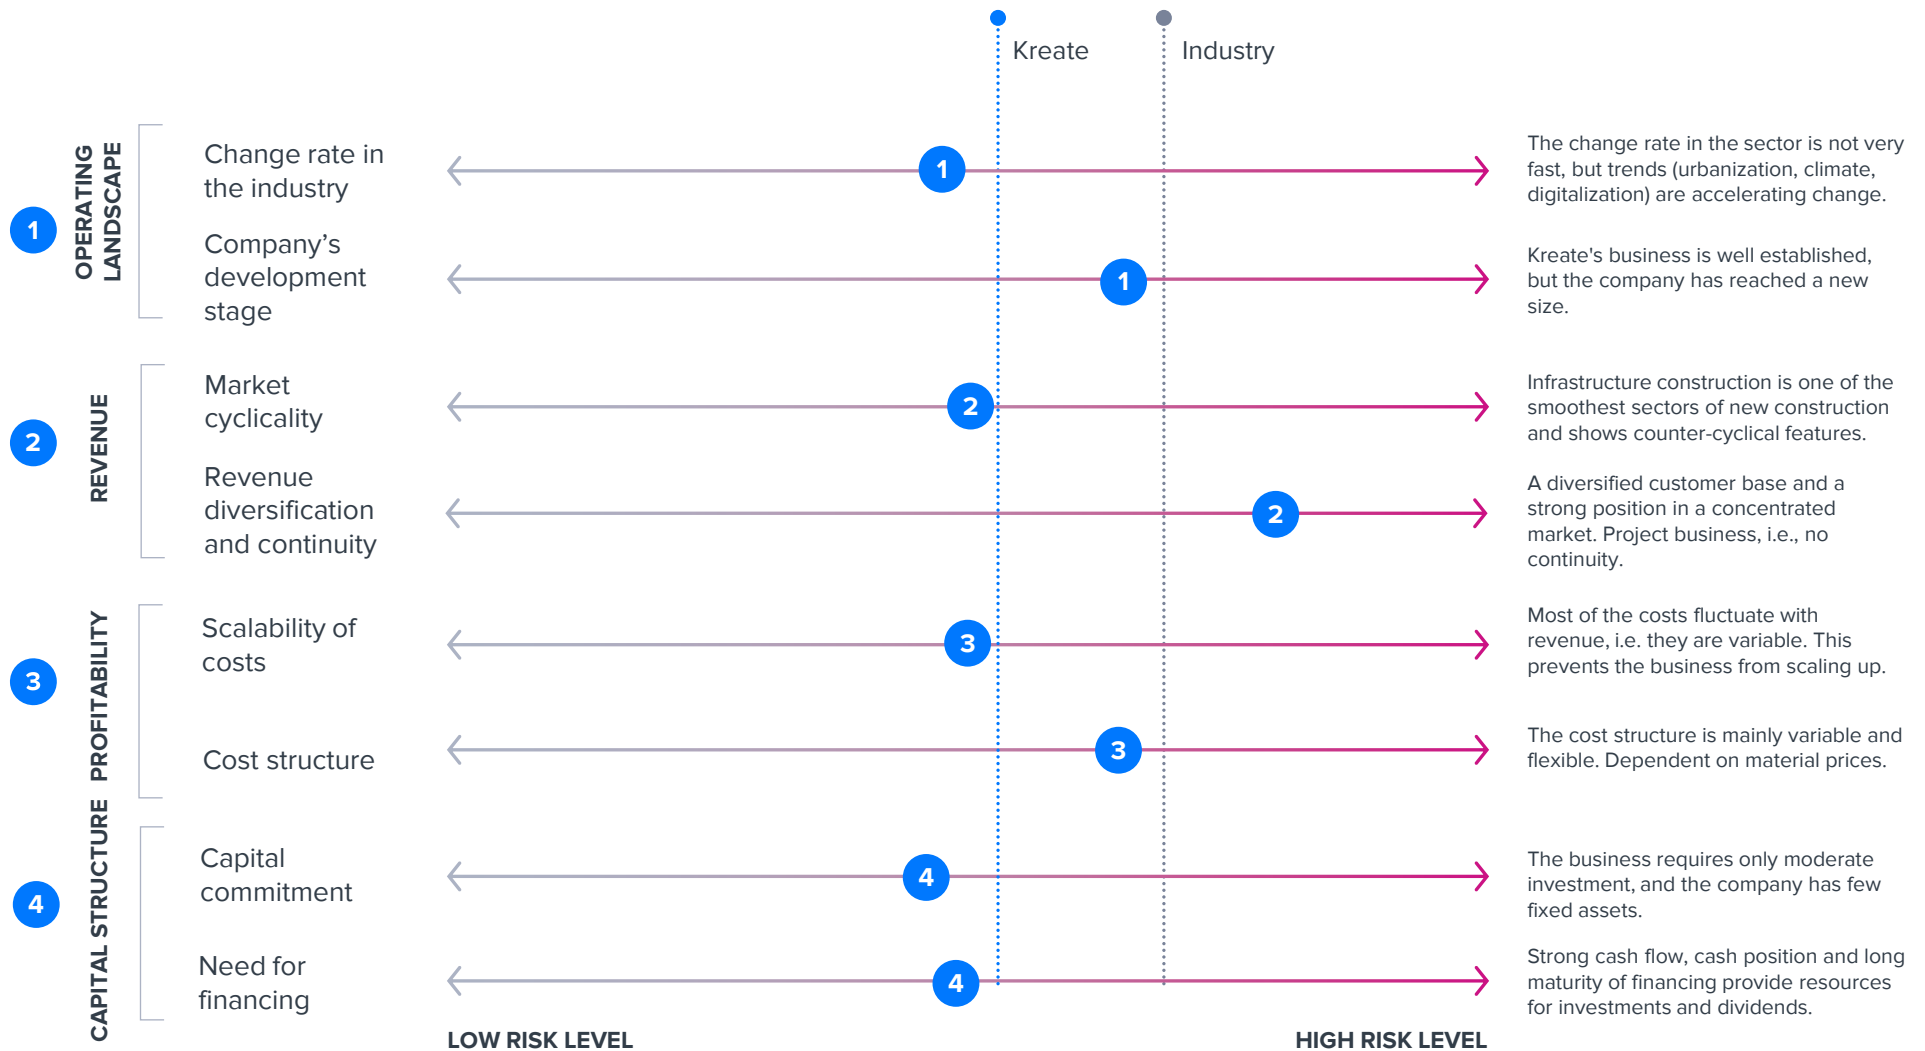 Kreate
Industry
1
OPERATING
LANDSCAPE
Change rate in
the industry
1
The change rate in the sector is not very
fast, but trends (urbanization, climate,
digitalization) are accelerating change.
Company’s
development
stage
1
Kreate's business is well established,
but the company has reached a new
size.
2
REVENUE
Market
cyclicality
2
Infrastructure construction is one of the
smoothest sectors of new construction
and shows counter-cyclical features.
Revenue
diversification
and continuity
2
A diversified customer base and a
strong position in a concentrated
market. Project business, i.e., no
continuity.
3
PROFITABILITY
Scalability of
costs
3
Most of the costs fluctuate with
revenue, i.e. they are variable. This
prevents the business from scaling up.
Cost structure
3
The cost structure is mainly variable and
flexible. Dependent on material prices.
4
CAPITAL STRUCTURE
Capital
commitment
4
The business requires only moderate
investment, and the company has few
fixed assets.
Need for
financing
4
Strong cash flow, cash position and long
maturity of financing provide resources
for investments and dividends.
LOW RISK LEVEL
HIGH RISK LEVEL